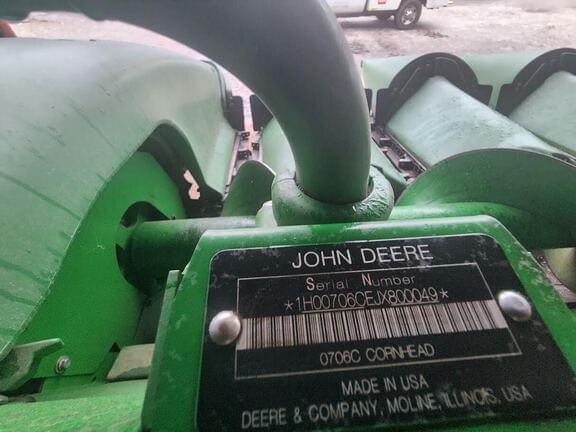 JOHN DEERE
Serial Number
*1H00706CEJX800049*
0706C CORNHEAD
MADE IN USA
DEERE & COMPANY, MOLINE, ILLINOIS, USA